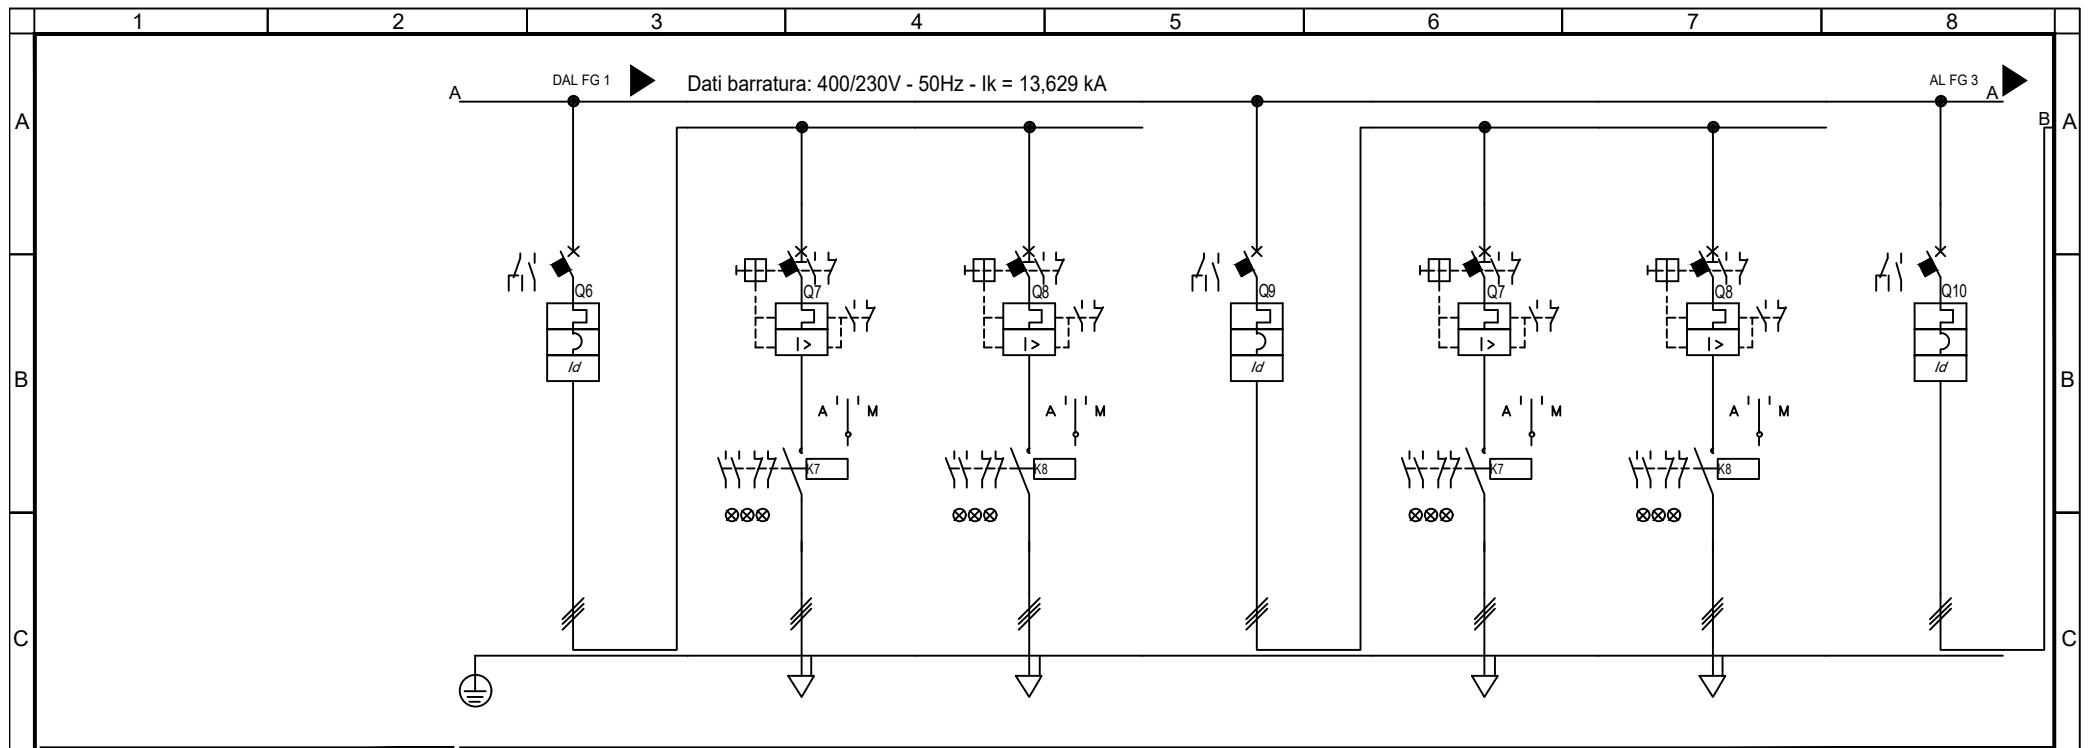 1 2 3 4 5 6 7 8
DAL FG 1 Dati barratura: 400/230V - 50Hz - Ik = 13,629 kA AL FG 3
A A
B
A A
Q6 Q7 Q8 Q9 Q7 Q8 Q10
I > I > I > I >
Id Id Id
B B
A M A M A M A M
K7 K8 K7 K8
C C